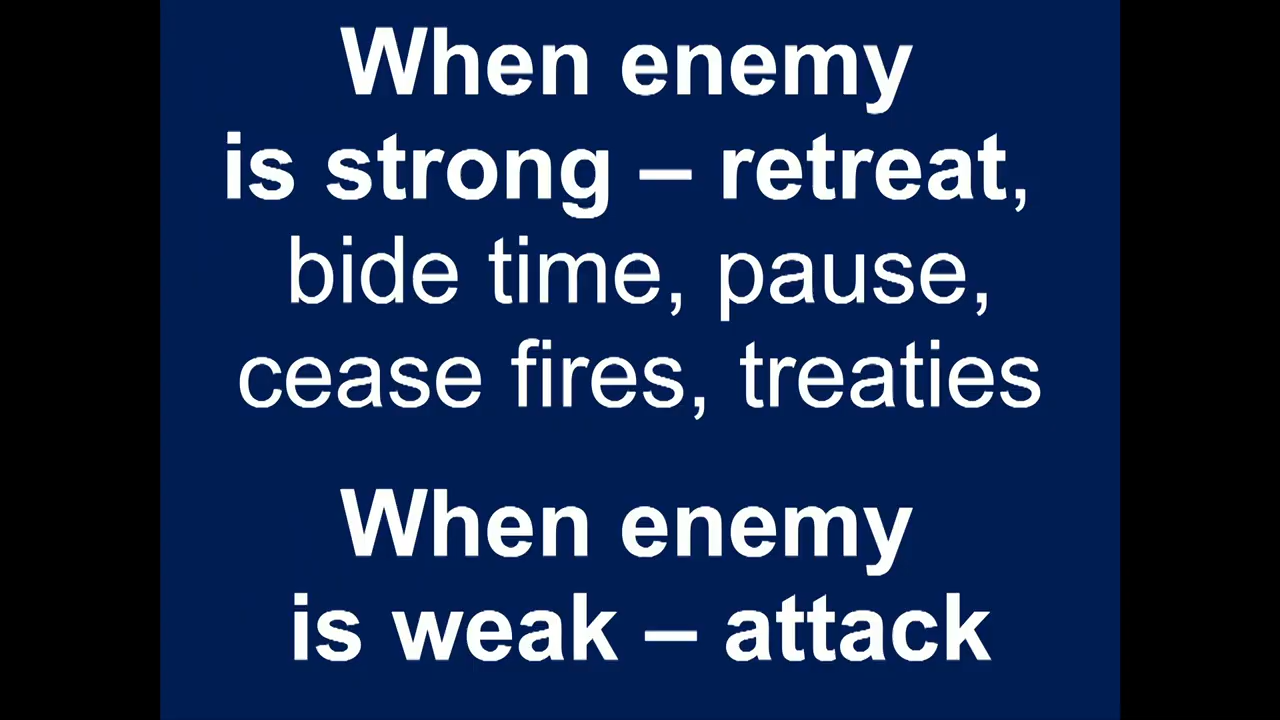 When enemy
is strong – retreat,
bide time, pause,
cease fires, treaties
When enemy
is weak – attack